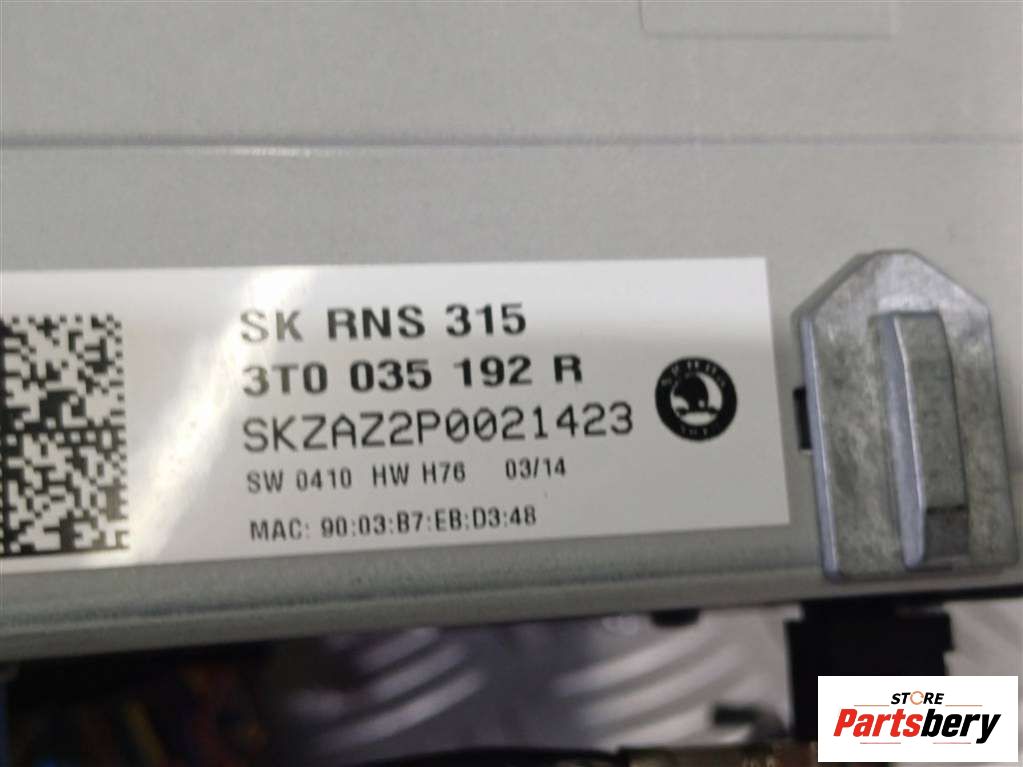 SK RNS 315
3T0 035 192 R
SKZAZ2P0021423
SW 0410 HW H76 03/14
MAC: 90:03:B7:EB:D3:48
STORE
Partsbery